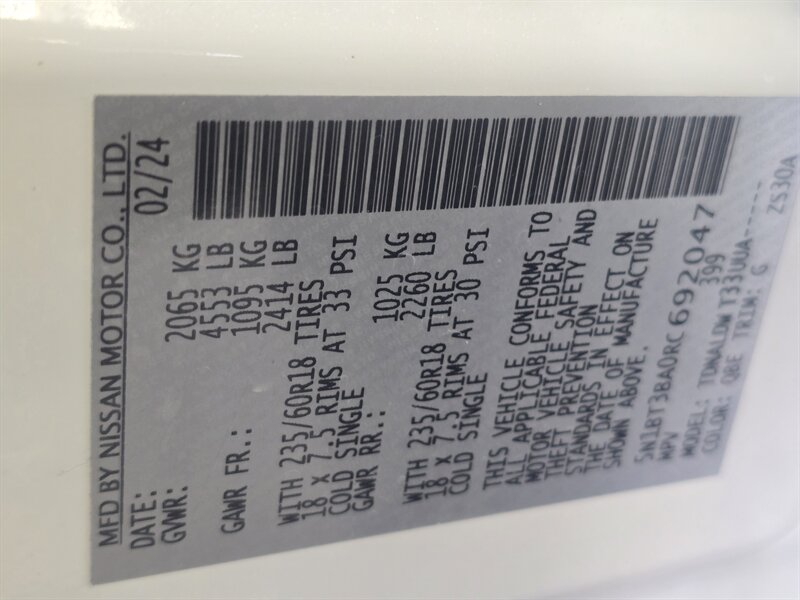 MFD BY NISSAN MOTOR CO., LTD.
DATE: 02/24
GVWR: 2065 KG
4553 LB
GAWR FR.: 1095 KG
2414 LB
WITH 235/60R18 TIRES
18 X 7.5 RIMS AT 33 PSI
COLD SINGLE
GAWR RR.: 1025 KG
2260 LB
WITH 235/60R18 TIRES
18 X 7.5 RIMS AT 30 PSI
COLD SINGLE
THIS VEHICLE CONFORMS TO
ALL APPLICABLE FEDERAL
MOTOR VEHICLE SAFETY AND
THEFT PREVENTION
STANDARDS IN EFFECT ON
THE DATE OF MANUFACTURE
SHOWN ABOVE.
5N1BT3BA0RC692047
MPV 399
MODEL: TDMALDW T33UUA------
COLOR: QBE TRIM: G ZS30A